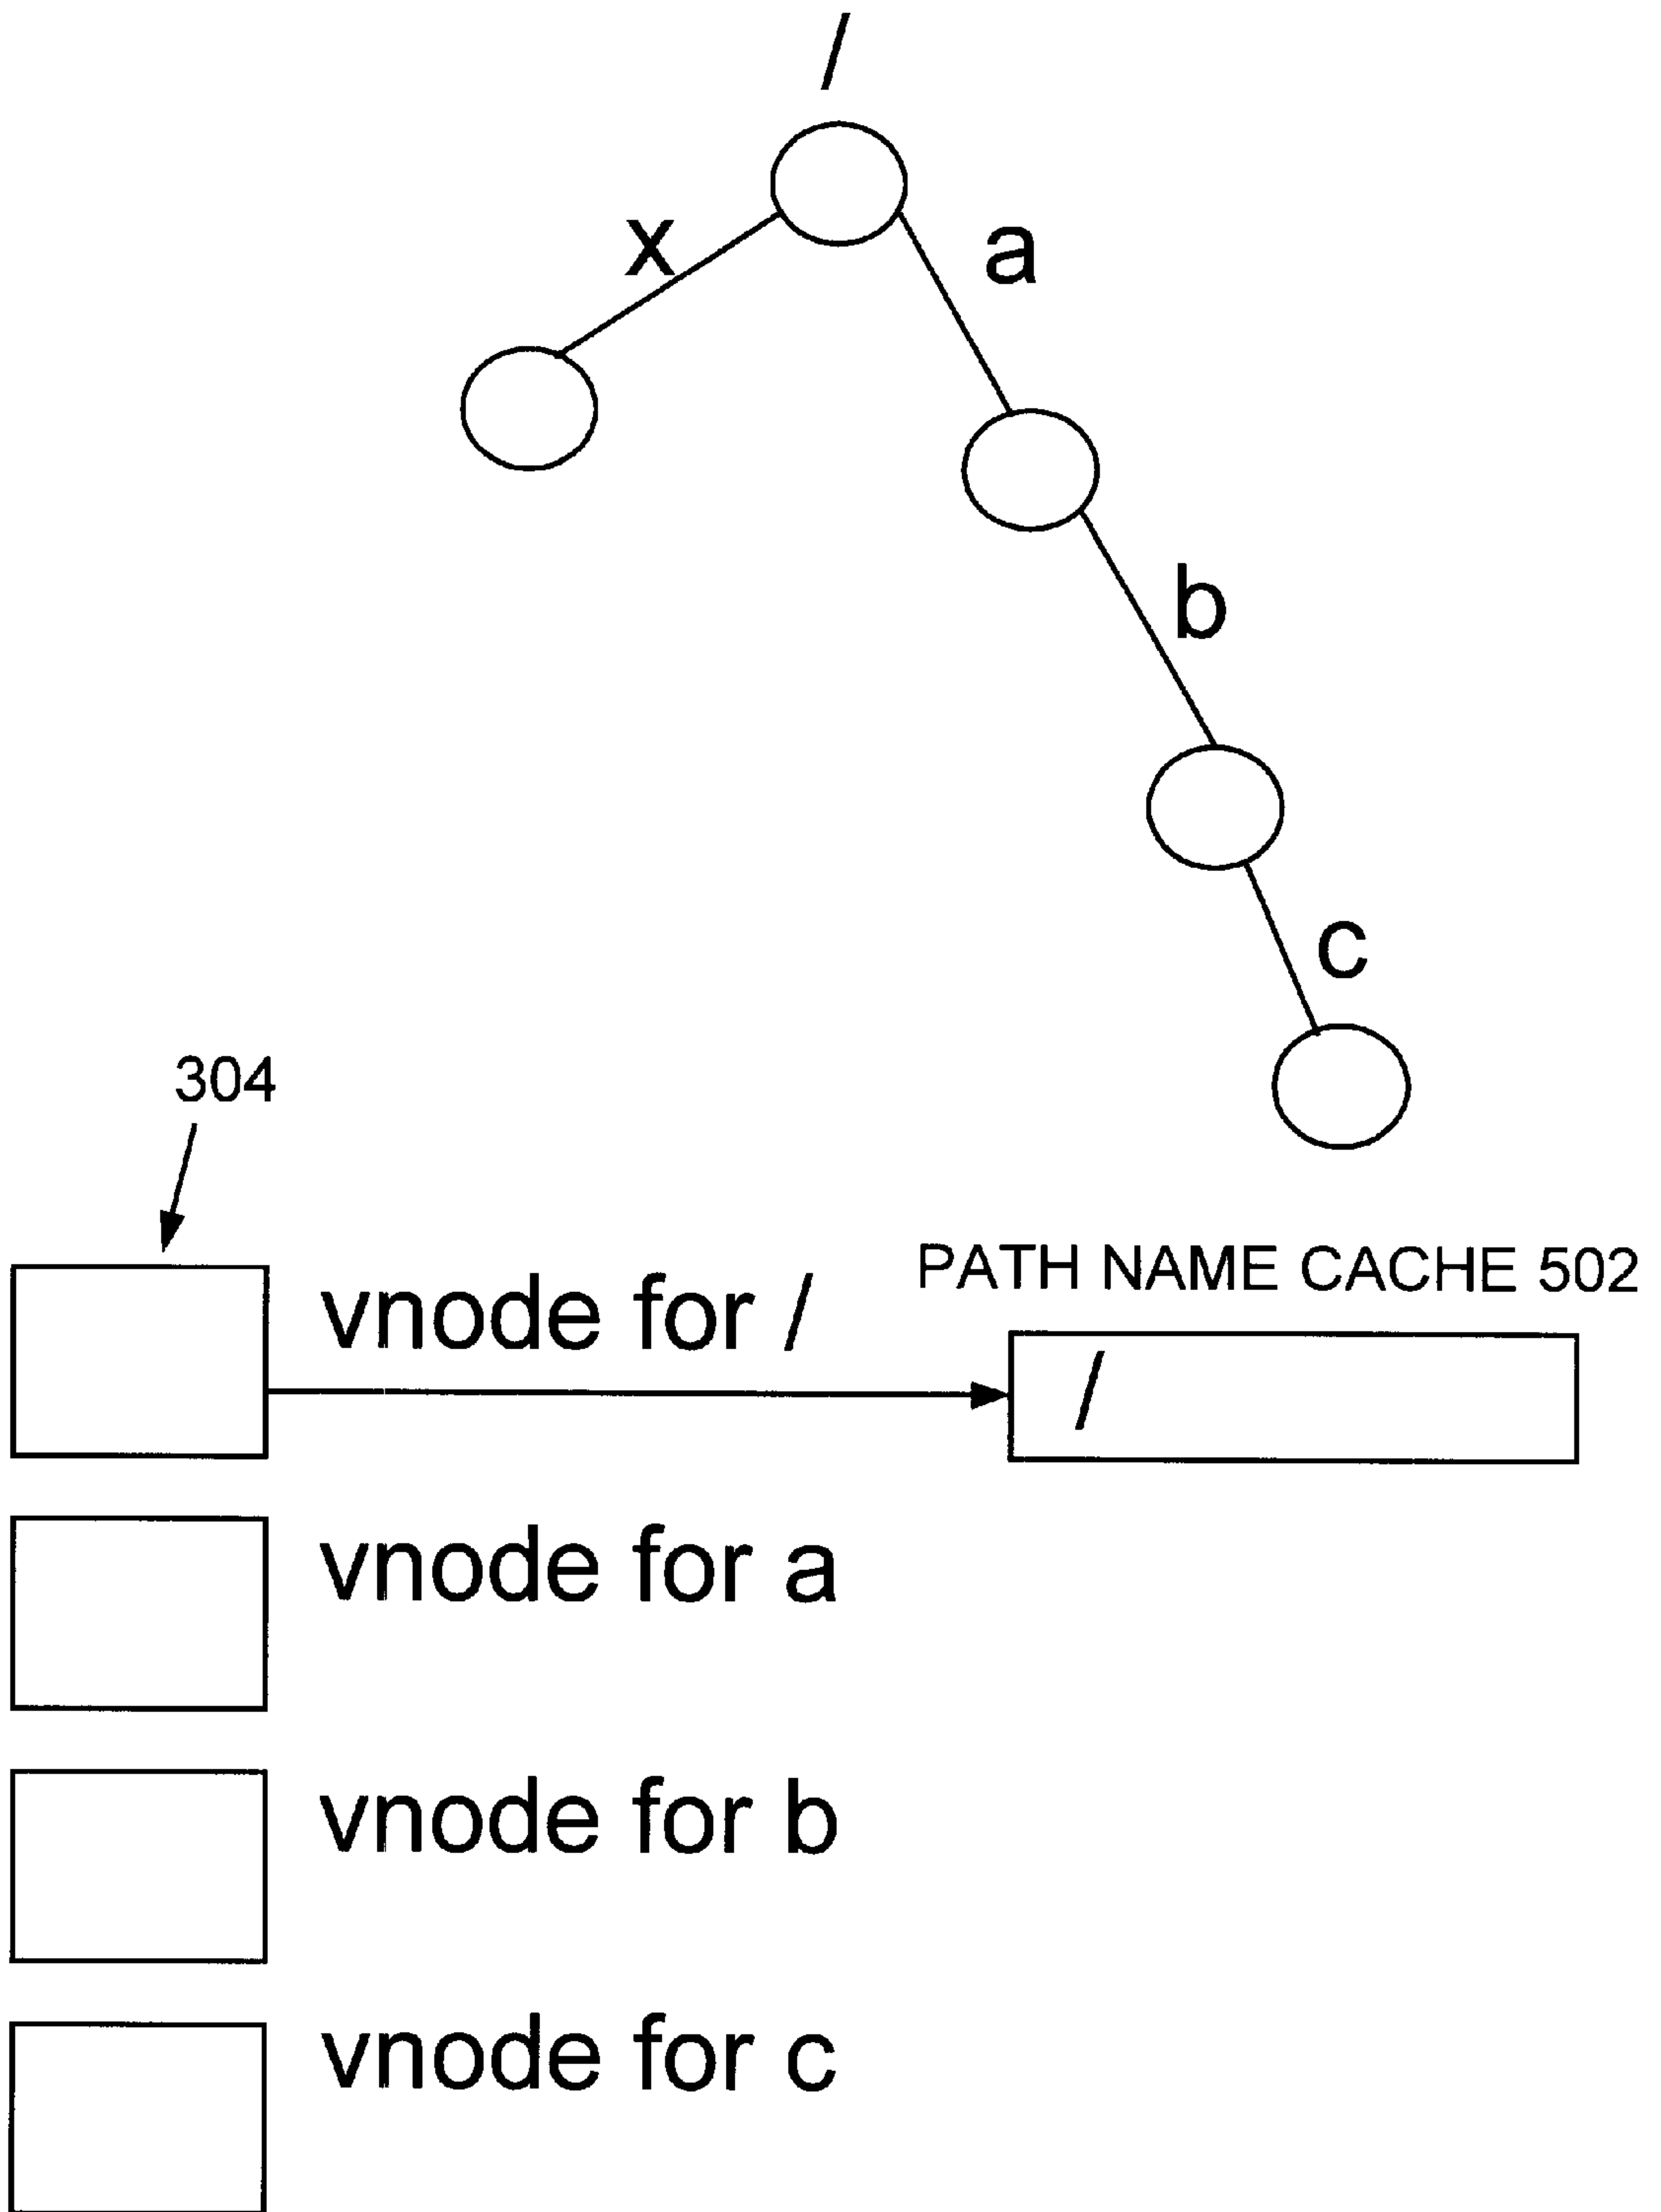 /
x
a
b
c
304
vnode for /
PATH NAME CACHE 502
/
vnode for a
vnode for b
vnode for c